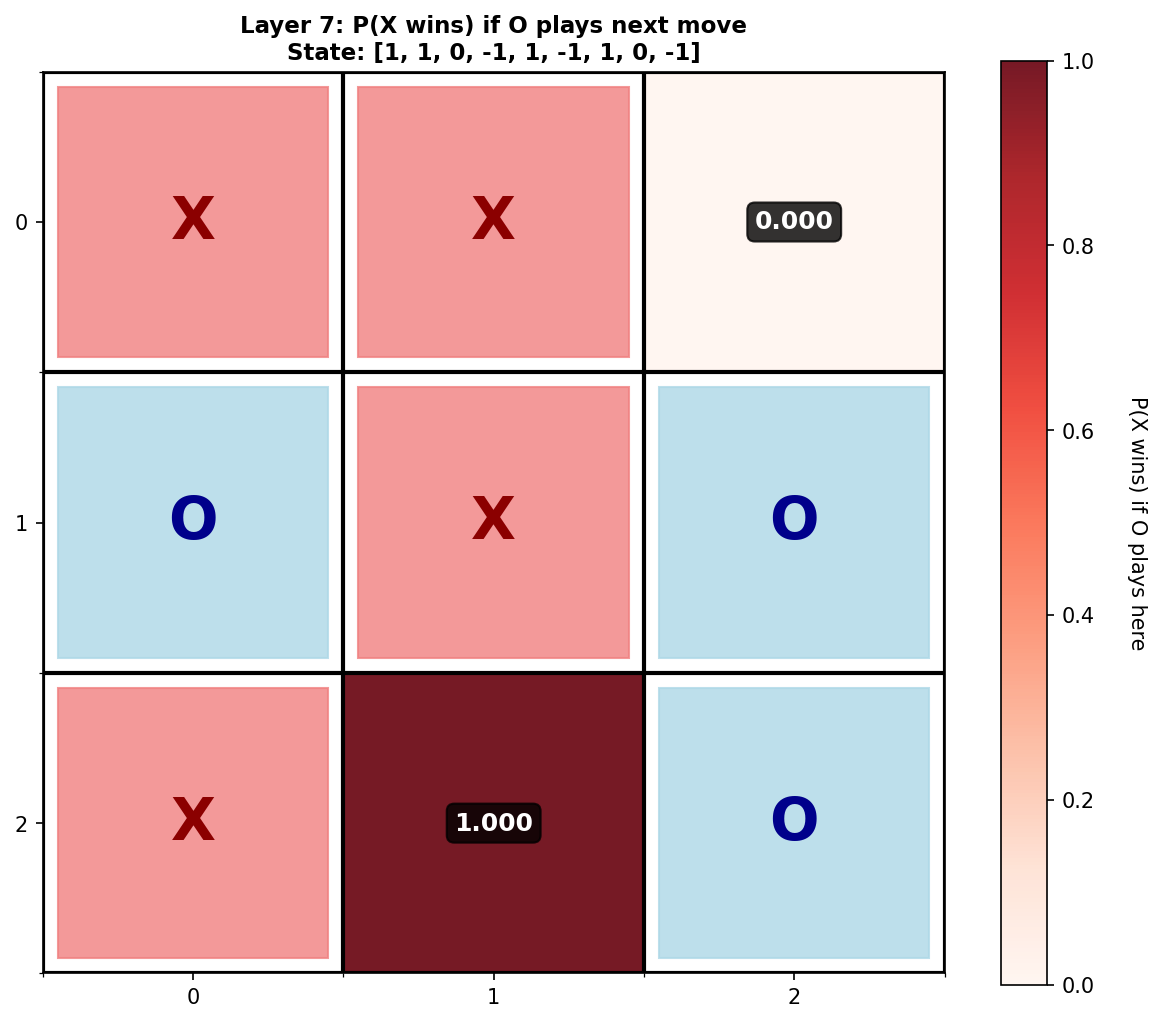 Layer 7: P(X wins) if O plays next move
State: [1, 1, 0, -1, 1, -1, 1, 0, -1]
0
X
X
0.000
1
O
X
O
2
X
1.000
O
0
1
2
1.0
0.8
0.6
0.4
0.2
0.0
P(X wins) if O plays here